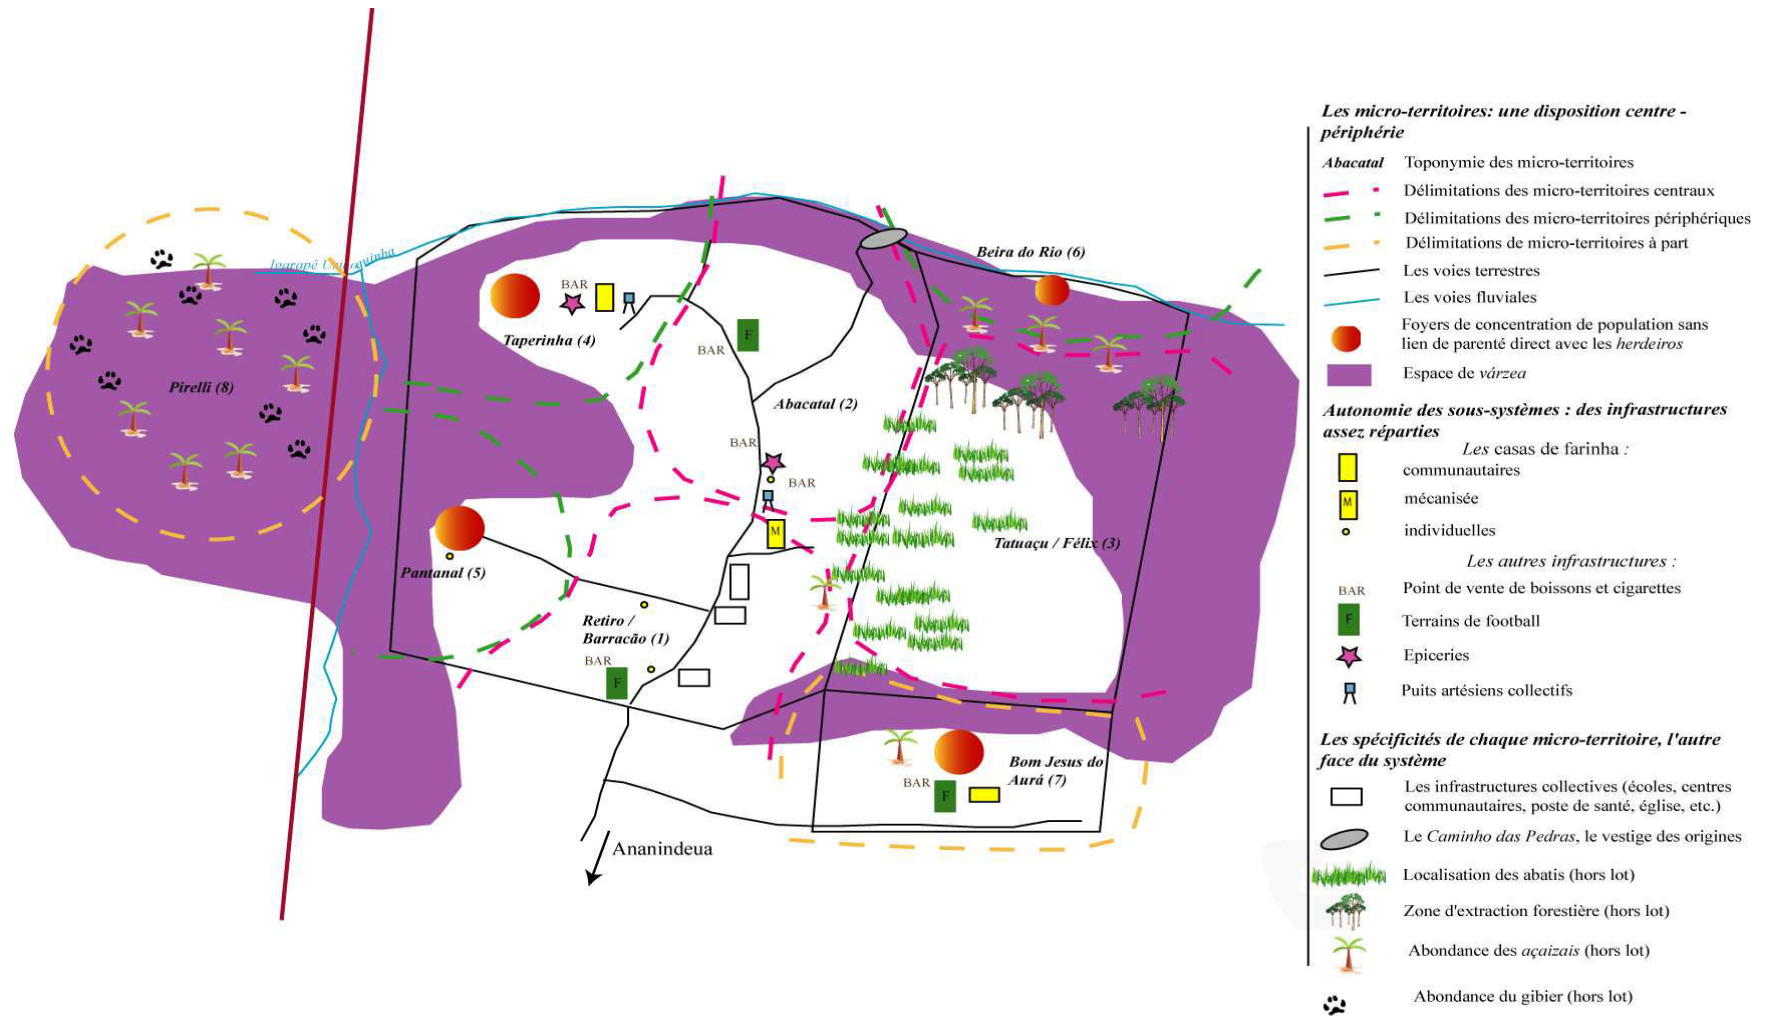 Igarapé Uriboquinha
Beira do Rio (6)
BAR
Taperinha (4)
F
BAR
Pirelli (8)
Abacatal (2)
BAR
BAR
M
Pantanal (5)
Tatuaçu / Félix (3)
Retiro /
Barracão (1)
BAR
F
Bom Jesus do
Aurá (7)
BAR
F
Ananindeua
Les micro-territoires: une disposition centre -
périphérie
Abacatal Toponymie des micro-territoires
Délimitations des micro-territoires centraux
Délimitations des micro-territoires périphériques
Délimitations de micro-territoires à part
Les voies terrestres
Les voies fluviales
Foyers de concentration de population sans
lien de parenté direct avec les herdeiros
Espace de várzea
Autonomie des sous-systèmes : des infrastructures
assez réparties
Les casas de farinha :
communautaires
M mécanisée
individuelles
Les autres infrastructures :
BAR Point de vente de boissons et cigarettes
F Terrains de football
Epiceries
Puits artésiens collectifs
Les spécificités de chaque micro-territoire, l'autre
face du système
Les infrastructures collectives (écoles, centres
communautaires, poste de santé, église, etc.)
Le Caminho das Pedras, le vestige des origines
Localisation des abatis (hors lot)
Zone d'extraction forestière (hors lot)
Abondance des açaizais (hors lot)
Abondance du gibier (hors lot)